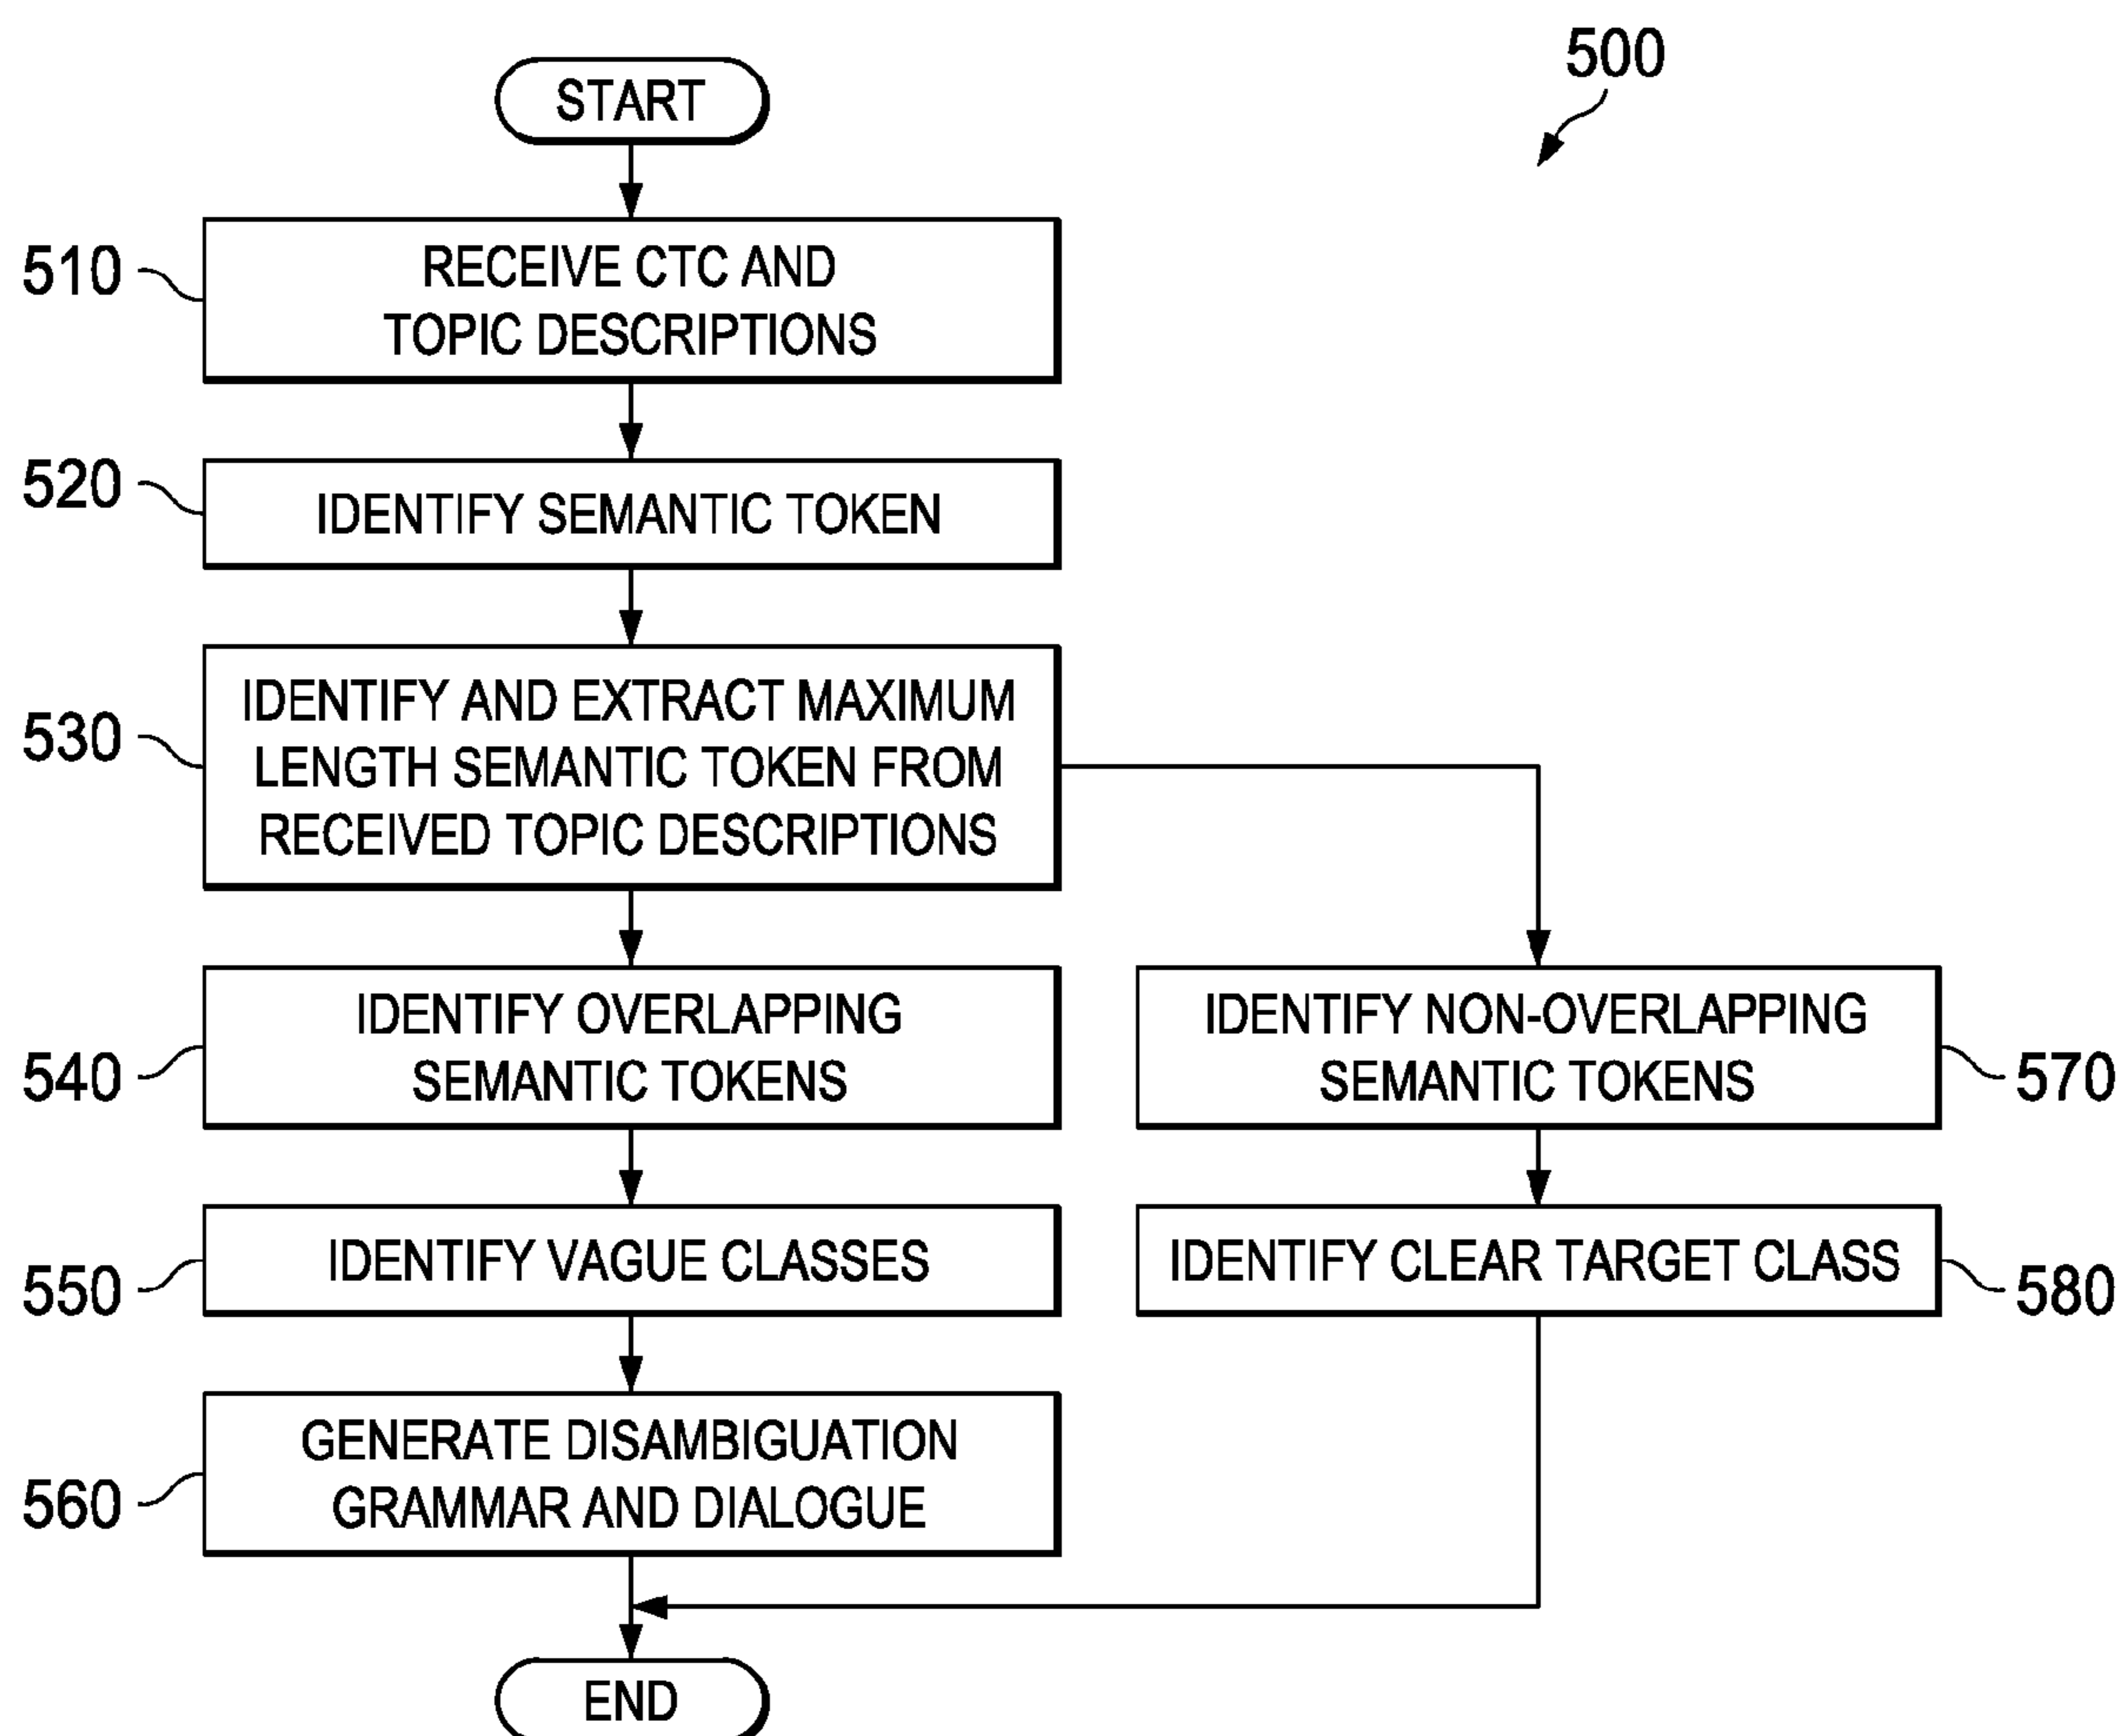 500
START
510
RECEIVE CTC AND
TOPIC DESCRIPTIONS
520
IDENTIFY SEMANTIC TOKEN
530
IDENTIFY AND EXTRACT MAXIMUM
LENGTH SEMANTIC TOKEN FROM
RECEIVED TOPIC DESCRIPTIONS
540
IDENTIFY OVERLAPPING
SEMANTIC TOKENS
IDENTIFY NON-OVERLAPPING
SEMANTIC TOKENS
570
550
IDENTIFY VAGUE CLASSES
IDENTIFY CLEAR TARGET CLASS
580
560
GENERATE DISAMBIGUATION
GRAMMAR AND DIALOGUE
END